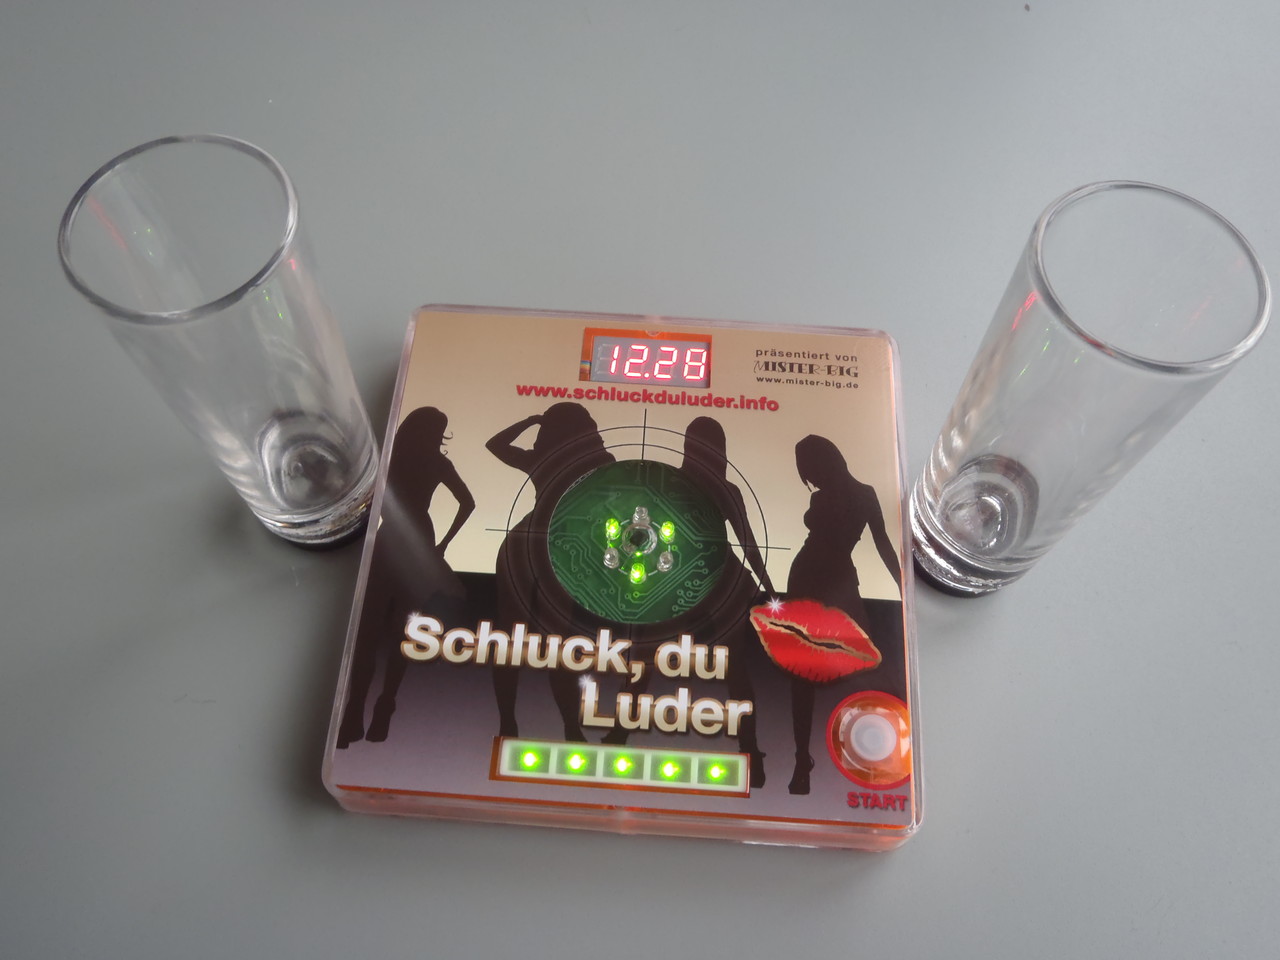 12.28
präsentiert von
MISTER-BIG
www.mister-big.de
www.schluckduluder.info
Schluck, du
Luder
START